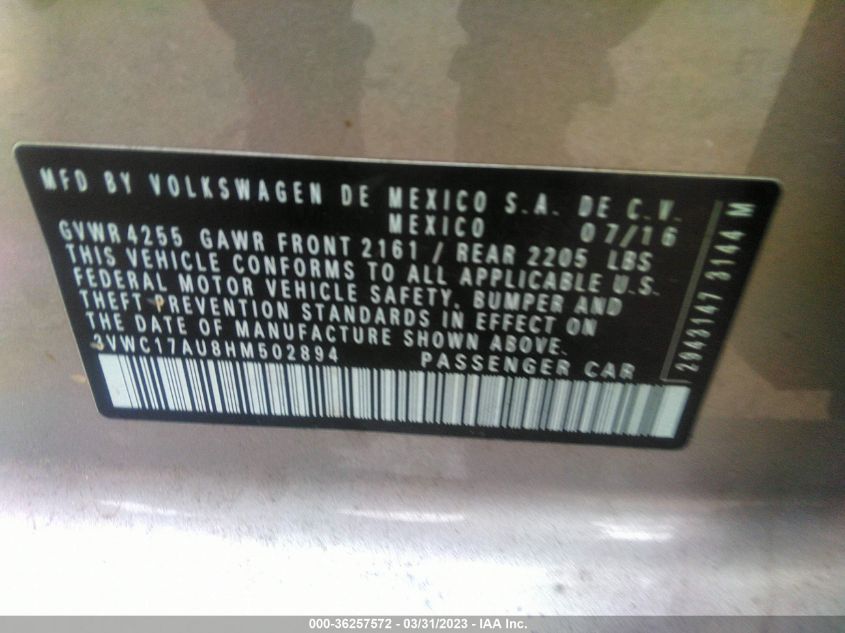 MFD BY VOLKSWAGEN DE MEXICO S.A. DE C.V.
MEXICO 07/16
GVWR 4255 GAWR FRONT 2161 / REAR 2205 LBS
THIS VEHICLE CONFORMS TO ALL APPLICABLE U.S.
FEDERAL MOTOR VEHICLE SAFETY, BUMPER AND
THEFT PREVENTION STANDARDS IN EFFECT ON
THE DATE OF MANUFACTURE SHOWN ABOVE.
3VWC17AU8HM502894 PASSENGER CAR
2943147 3144 M
000-36257572 - 03/31/2023 - IAA Inc.